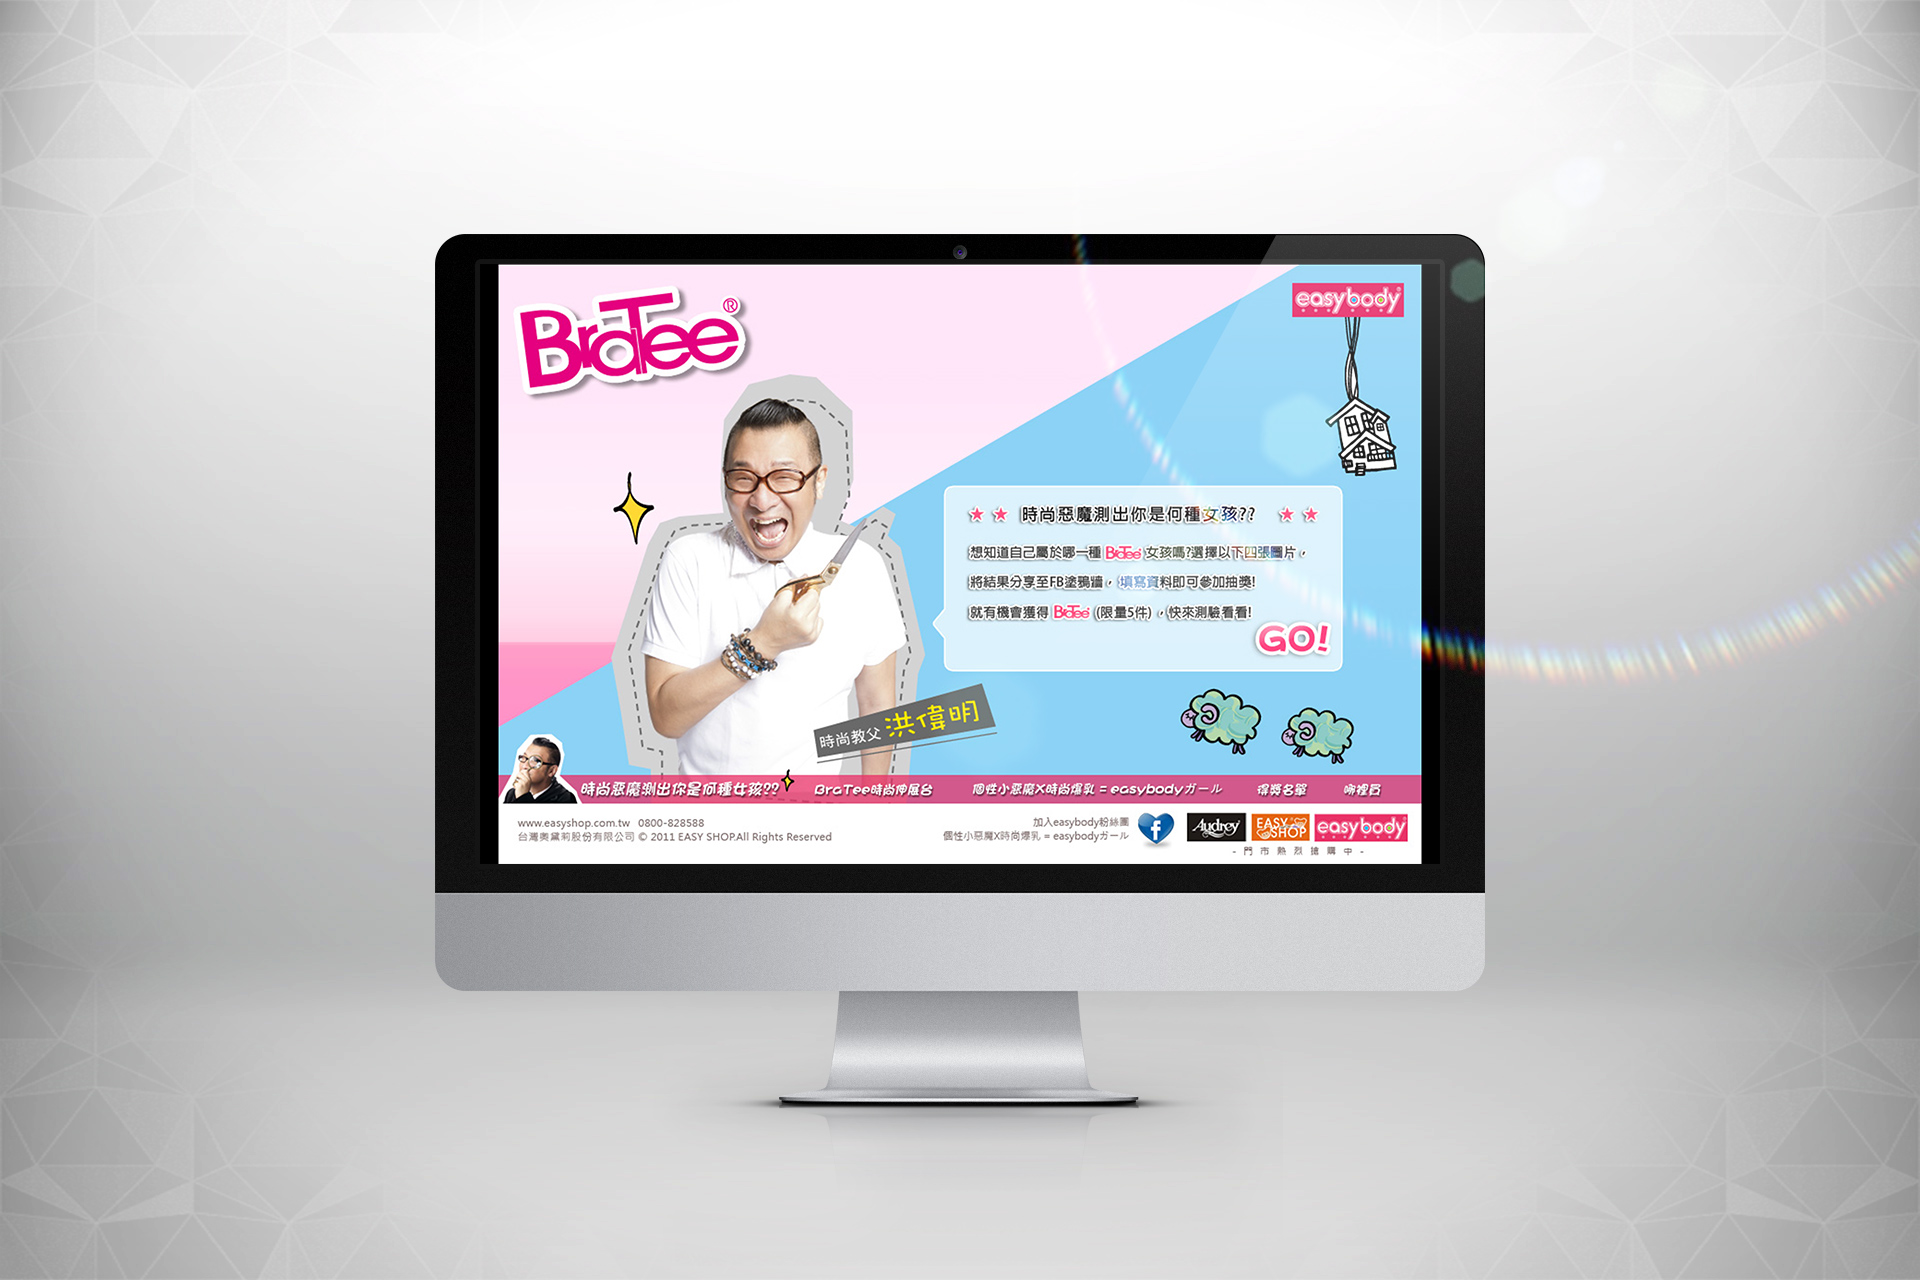 BraTee®
easybody
時尚惡魔測出你是何種女孩??
想知道自己屬於哪一種 BraTee 女孩嗎?選擇以下四張圖片，
將結果分享至FB塗鴉牆，填寫資料即可參加抽獎!
就有機會獲得 BraTee (限量5件)，快來測驗看看!
GO!
時尚教父 洪偉明
時尚惡魔測出你是何種女孩??
BraTee時尚伸展台
個性小惡魔X時尚爆乳 = easybodyガール
得獎名單
哪裡買
www.easyshop.com.tw 0800-828588
台灣奧黛莉股份有限公司 © 2011 EASY SHOP.All Rights Reserved
加入easybody粉絲團
個性小惡魔X時尚爆乳 = easybodyガール
f
Audrey
EASY SHOP
easybody
- 門 市 熱 烈 搶 購 中 -